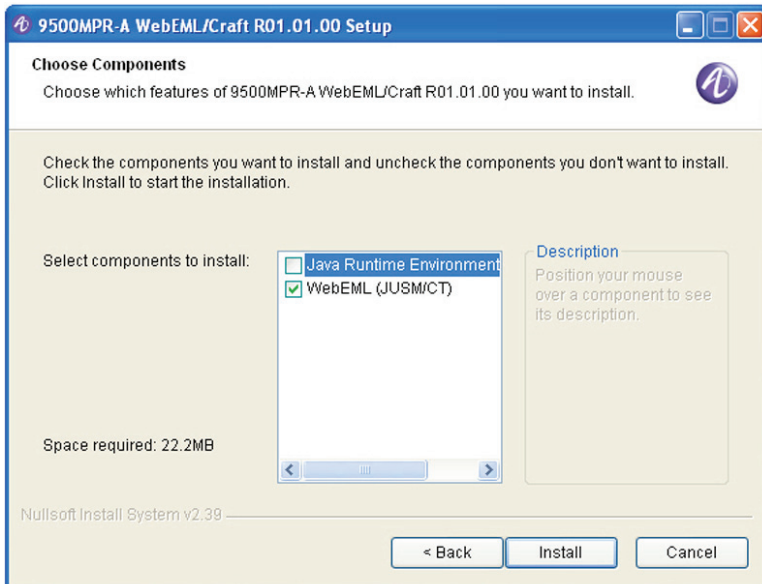 9500MPR-A WebEML/Craft R01.01.00 Setup
Choose Components
Choose which features of 9500MPR-A WebEML/Craft R01.01.00 you want to install.
Check the components you want to install and uncheck the components you don't want to install.
Click Install to start the installation.
Select components to install:
Java Runtime Environment
WebEML (JUSM/CT)
Description
Position your mouse
over a component to see
its description.
Space required: 22.2MB
Nullsoft Install System v2.39
< Back
Install
Cancel